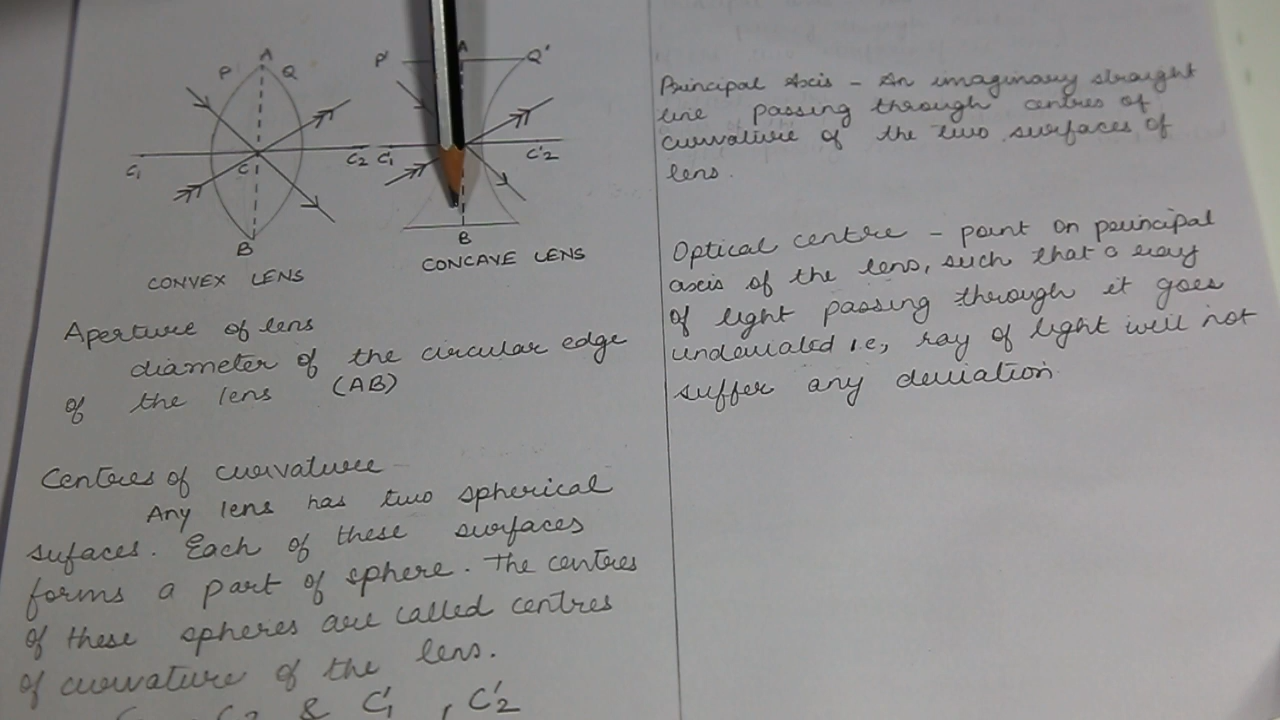 A
P Q
C₁ C C₂
B
CONVEX LENS
P' A Q'
C'₁ C'₂
B
CONCAVE LENS
Aperture of lens
diameter of the circular edge
of the lens (AB)
Centres of curvature
Any lens has two spherical
sufaces. Each of these surfaces
forms a part of sphere. The centres
of these spheres are called centres
of curvature of the lens.
& C'₁ , C'₂
Principal Axis - An imaginary straight
line passing through centres of
curvature of the two surfaces of
lens.
Optical centre - point on principal
axis of the lens, such that a ray
of light passing through it goes
undeviated i.e, ray of light will not
suffer any deviation